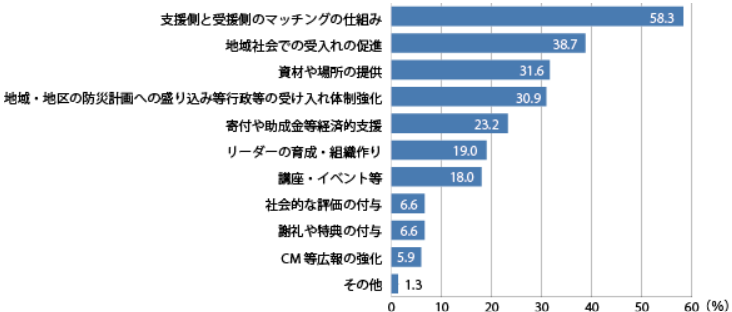 支援側と受援側のマッチングの仕組み 58.3
地域社会での受入れの促進 38.7
資材や場所の提供 31.6
地域・地区の防災計画への盛り込み等行政等の受け入れ体制強化 30.9
寄付や助成金等経済的支援 23.2
リーダーの育成・組織作り 19.0
講座・イベント等 18.0
社会的な評価の付与 6.6
謝礼や特典の付与 6.6
CM等広報の強化 5.9
その他 1.3
0 10 20 30 40 50 60 (%)